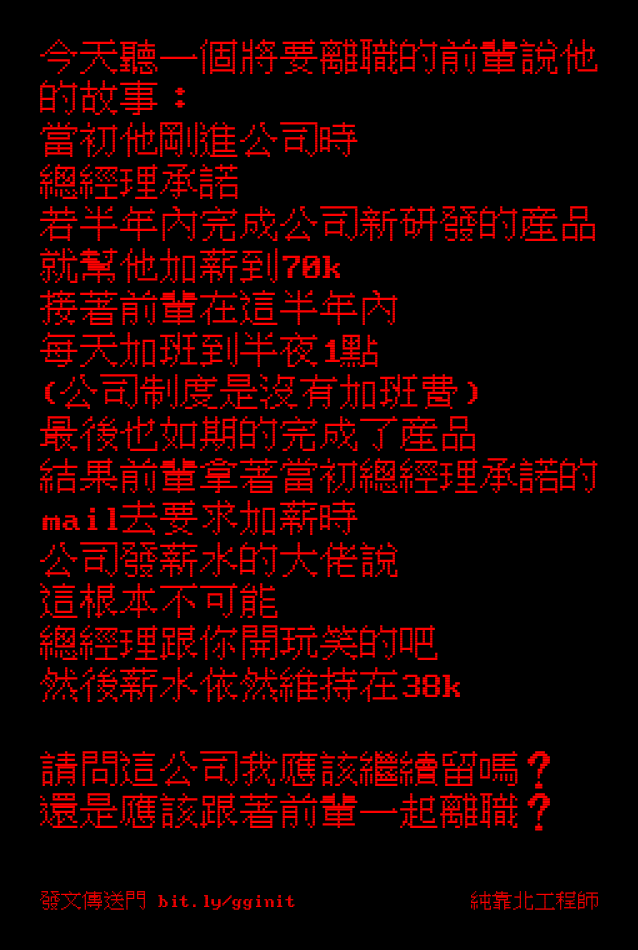 今天聽一個將要離職的前輩說他
的故事：
當初他剛進公司時
總經理承諾
若半年內完成公司新研發的產品
就幫他加薪到70k
接著前輩在這半年內
每天加班到半夜1點
(公司制度是沒有加班費)
最後也如期的完成了產品
結果前輩拿著當初總經理承諾的
mail去要求加薪時
公司發薪水的大佬說
這根本不可能
總經理跟你開玩笑的吧
然後薪水依然維持在38k
請問這公司我應該繼續留嗎？
還是應該跟著前輩一起離職？
發文傳送門 bit.ly/gginit
純靠北工程師